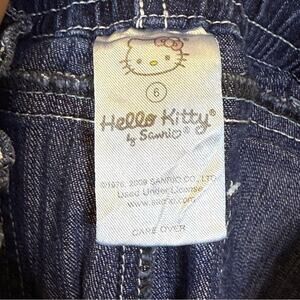 6
Hello Kitty®
by Sanrio®
©1976, 2009 SANRIO CO., LTD.
Used Under License.
www.sanrio.com
CARE OVER